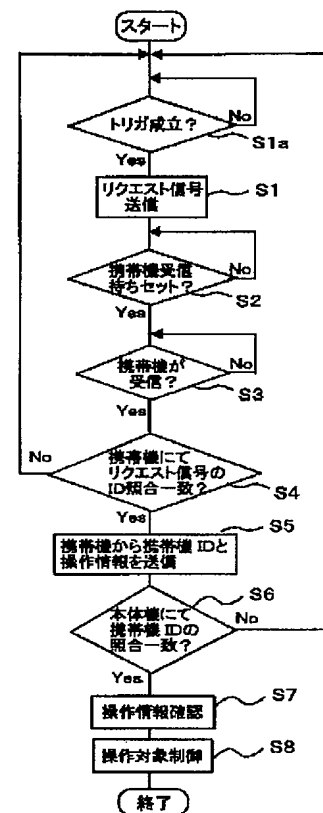 スタート
トリガ成立?
No
S1a
Yes
リクエスト信号
送信
S1
携帯機受信
待ちセット?
No
S2
Yes
携帯機が
受信?
No
S3
Yes
No
携帯機にて
リクエスト信号の
ID照合一致?
S4
Yes
S5
携帯機から携帯機IDと
操作情報を送信
S6
本体機にて
携帯機IDの
照合一致?
No
Yes
操作情報確認
S7
操作対象制御
S8
終了